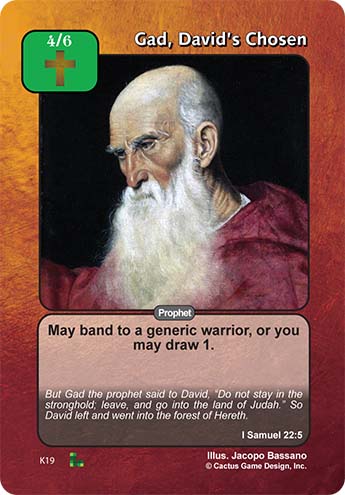 4/6
Gad, David's Chosen
Prophet
May band to a generic warrior, or you
may draw 1.
But Gad the prophet said to David, "Do not stay in the
stronghold; leave, and go into the land of Judah." So
David left and went into the forest of Hereth.
I Samuel 22:5
K19
Illus. Jacopo Bassano
© Cactus Game Design, Inc.